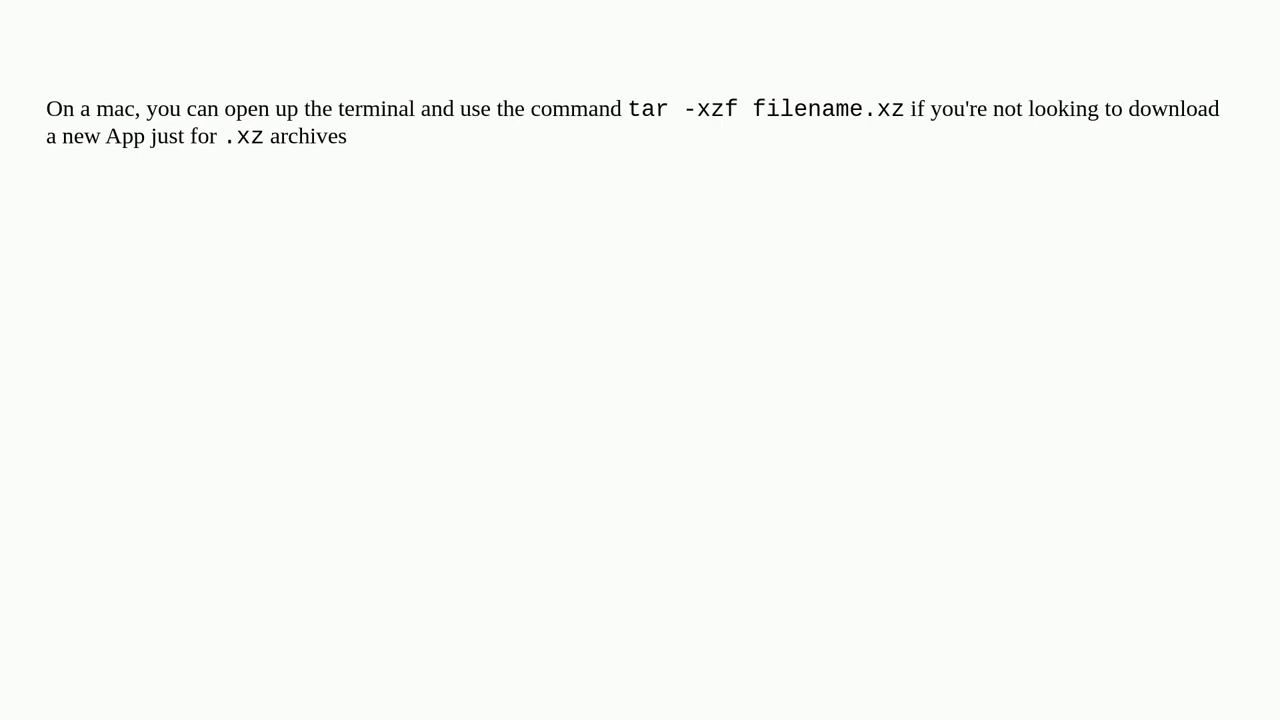 On a mac, you can open up the terminal and use the command tar -xzf filename.xz if you're not looking to download
a new App just for .xz archives